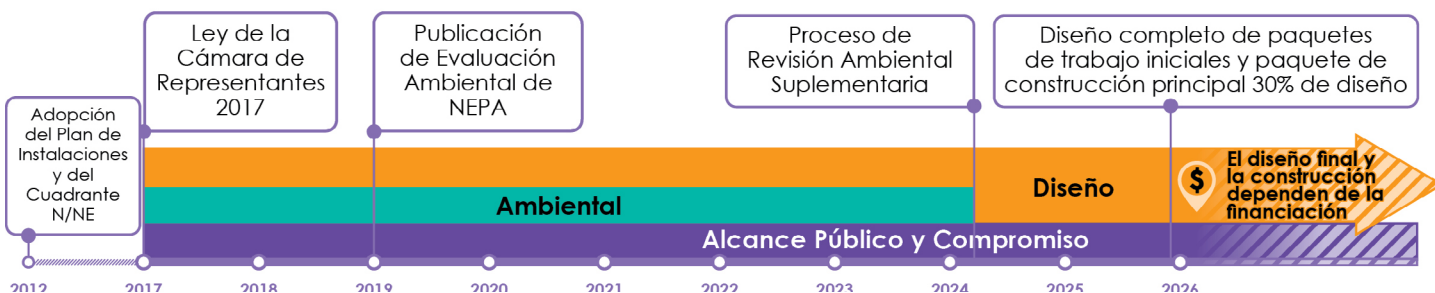 Adopción
del Plan de
Instalaciones
y del
Cuadrante
N/NE
Ley de la
Cámara de
Representantes
2017
Publicación
de Evaluación
Ambiental de
NEPA
Proceso de
Revisión Ambiental
Suplementaria
Diseño completo de paquetes
de trabajo iniciales y paquete de
construcción principal 30% de diseño
Ambiental
Diseño
$
El diseño final y
la construcción
dependen de la
financiación
Alcance Público y Compromiso
2012 2017 2018 2019 2020 2021 2022 2023 2024 2025 2026